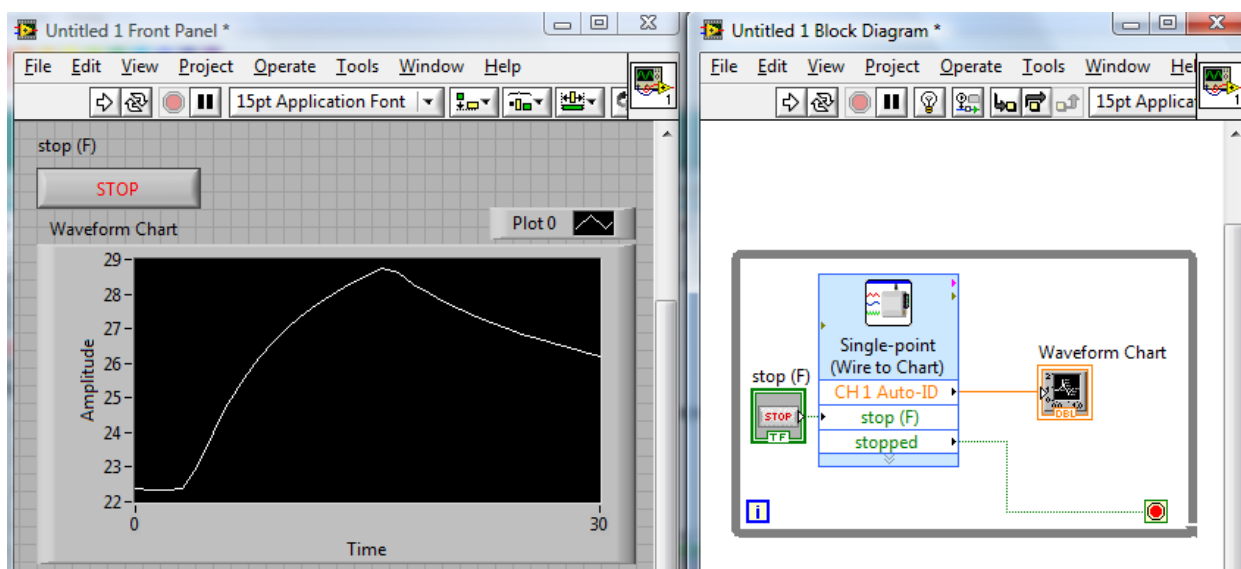 Untitled 1 Front Panel *
File Edit View Project Operate Tools Window Help
15pt Application Font
1
stop (F)
STOP
Waveform Chart
Plot 0
29
28
27
26
25
24
23
22
Amplitude
0
30
Time
Untitled 1 Block Diagram *
File Edit View Project Operate Tools Window Hel
15pt Applica
1
Single-point
(Wire to Chart)
CH 1 Auto-ID
stop (F)
stopped
stop (F)
STOP
TF
Waveform Chart
DBL
i